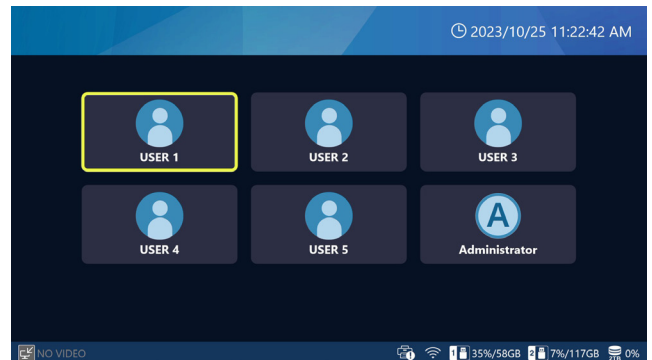 2023/10/25 11:22:42 AM
USER 1
USER 2
USER 3
USER 4
USER 5
A
Administrator
NO VIDEO
1 35%/58GB 2 7%/117GB 2TB 0%